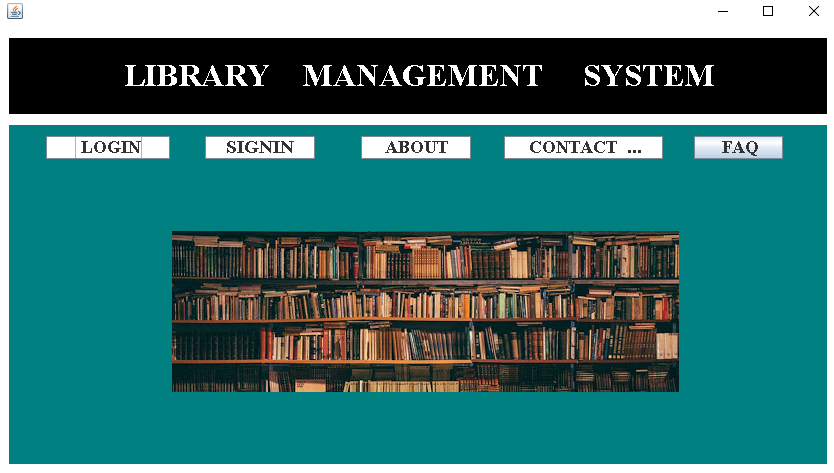 LIBRARY MANAGEMENT SYSTEM
LOGIN SIGNIN ABOUT CONTACT ... FAQ